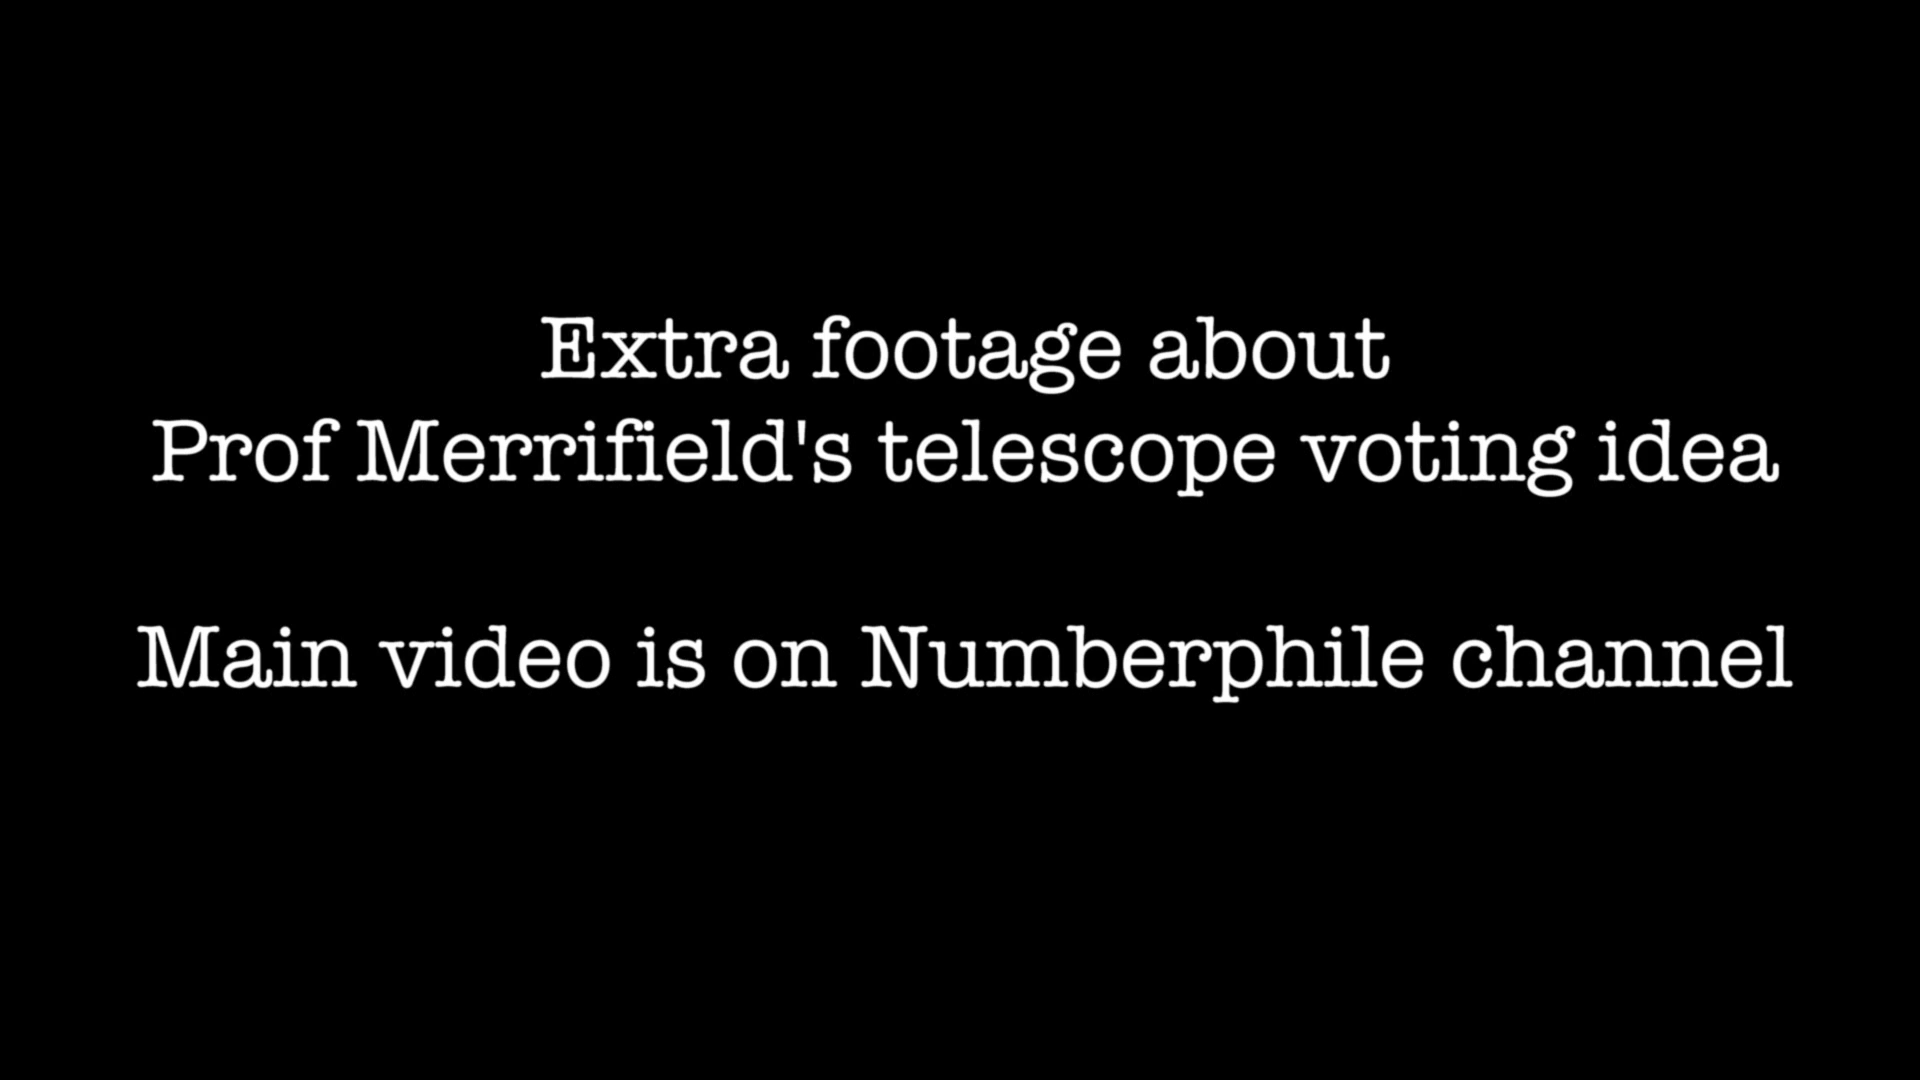 Extra footage about
Prof Merrifield's telescope voting idea
Main video is on Numberphile channel